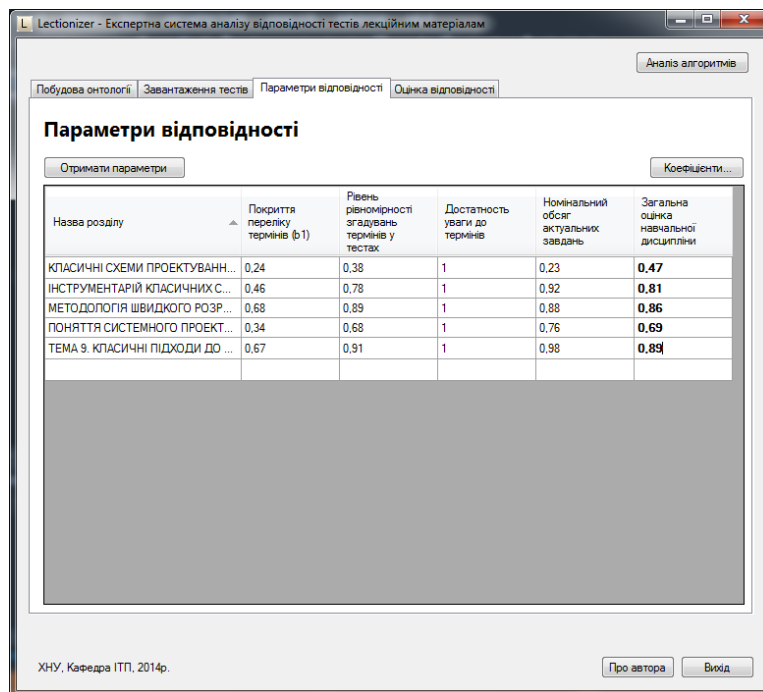 L Lectionizer - Експертна система аналізу відповідності тестів лекційним матеріалам
Аналіз алгоритмів
Побудова онтології Завантаження тестів Параметри відповідності Оцінка відповідності
Параметри відповідності
Отримати параметри Коефіцієнти...
Назва розділу
Покриття
переліку
термінів (b1)
Рівень
рівномірності
згадувань
термінів у
тестах
Достатность
уваги до
термінів
Номінальний
обсяг
актуальних
завдань
Загальна
оцінка
навчальної
дисципліни
КЛАСИЧНІ СХЕМИ ПРОЕКТУВАНН... 0,24 0,38 1 0,23 0,47
ІНСТРУМЕНТАРІЙ КЛАСИЧНИХ С... 0,46 0,78 1 0,92 0,81
МЕТОДОЛОГІЯ ШВИДКОГО РОЗР... 0,68 0,89 1 0,88 0,86
ПОНЯТТЯ СИСТЕМНОГО ПРОЕКТ... 0,34 0,68 1 0,76 0,69
ТЕМА 9. КЛАСИЧНІ ПІДХОДИ ДО ... 0,67 0,91 1 0,98 0,89
ХНУ, Кафедра ІТП, 2014р. Про автора Вихід